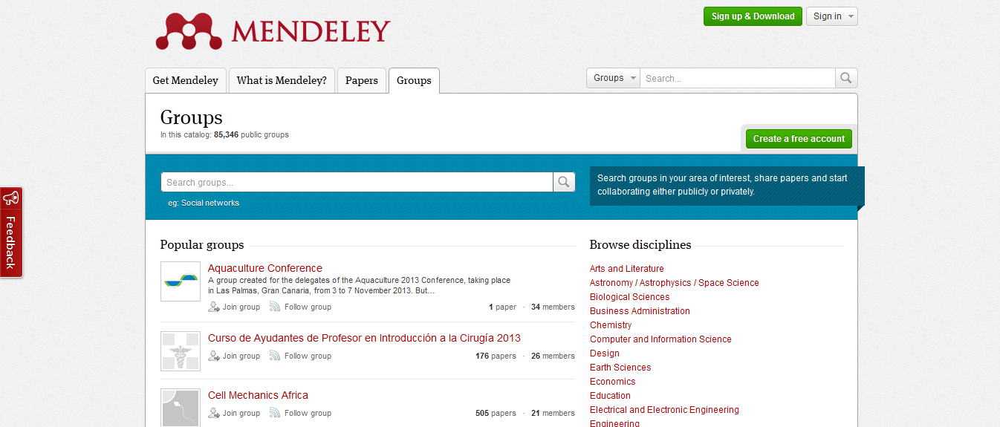 MENDELEY
Sign up & Download
Sign in
Get Mendeley
What is Mendeley?
Papers
Groups
Groups
Search...
Groups
In this catalog: 85,346 public groups
Create a free account
Search groups...
eg: Social networks
Search groups in your area of interest, share papers and start
collaborating either publicly or privately.
Feedback
Popular groups
Aquaculture Conference
A group created for the delegates of the Aquaculture 2013 Conference, taking place
in Las Palmas, Gran Canaria, from 3 to 7 November 2013. But...
Join group
Follow group
1 paper · 34 members
Curso de Ayudantes de Profesor en Introducción a la Cirugía 2013
Join group
Follow group
176 papers · 26 members
Cell Mechanics Africa
Join group
Follow group
505 papers · 21 members
Browse disciplines
Arts and Literature
Astronomy / Astrophysics / Space Science
Biological Sciences
Business Administration
Chemistry
Computer and Information Science
Design
Earth Sciences
Economics
Education
Electrical and Electronic Engineering
Engineering